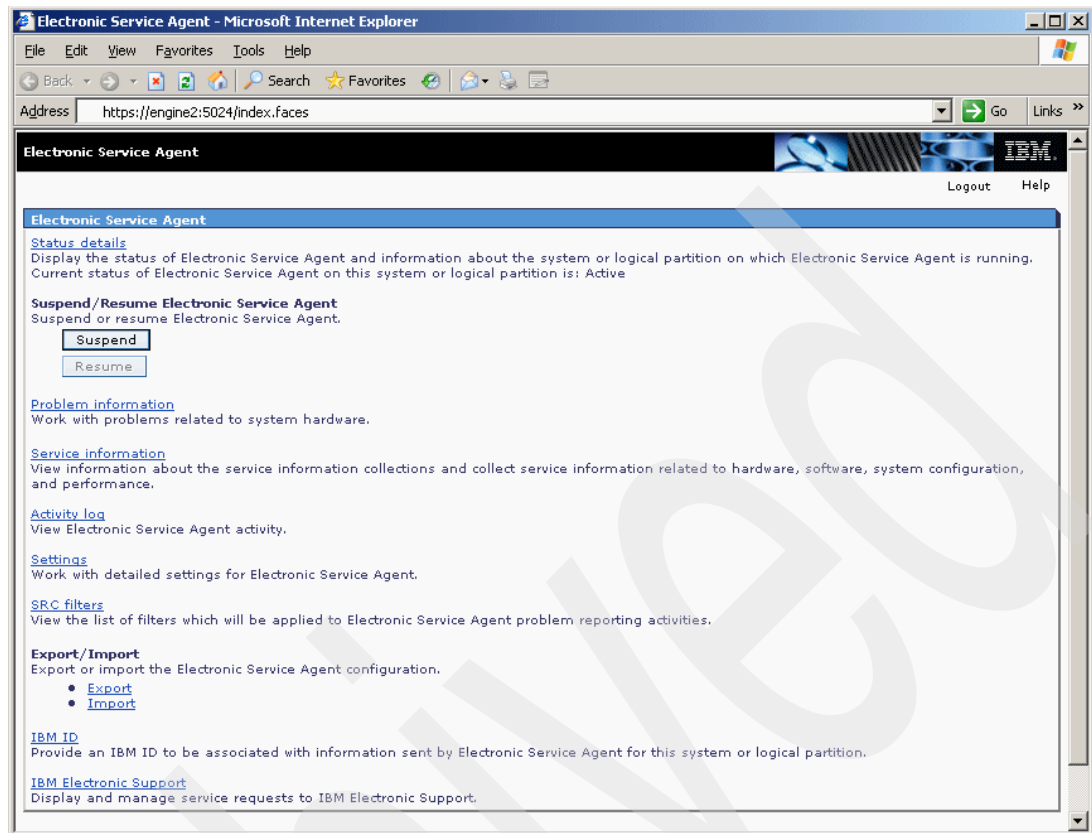 Electronic Service Agent - Microsoft Internet Explorer
File Edit View Favorites Tools Help
Back Search Favorites
Address https://engine2:5024/index.faces Go Links »
Electronic Service Agent IBM.
Logout Help
Electronic Service Agent
Status details
Display the status of Electronic Service Agent and information about the system or logical partition on which Electronic Service Agent is running.
Current status of Electronic Service Agent on this system or logical partition is: Active
Suspend/Resume Electronic Service Agent
Suspend or resume Electronic Service Agent.
Suspend
Resume
Problem information
Work with problems related to system hardware.
Service information
View information about the service information collections and collect service information related to hardware, software, system configuration,
and performance.
Activity log
View Electronic Service Agent activity.
Settings
Work with detailed settings for Electronic Service Agent.
SRC filters
View the list of filters which will be applied to Electronic Service Agent problem reporting activities.
Export/Import
Export or import the Electronic Service Agent configuration.
• Export
• Import
IBM ID
Provide an IBM ID to be associated with information sent by Electronic Service Agent for this system or logical partition.
IBM Electronic Support
Display and manage service requests to IBM Electronic Support.